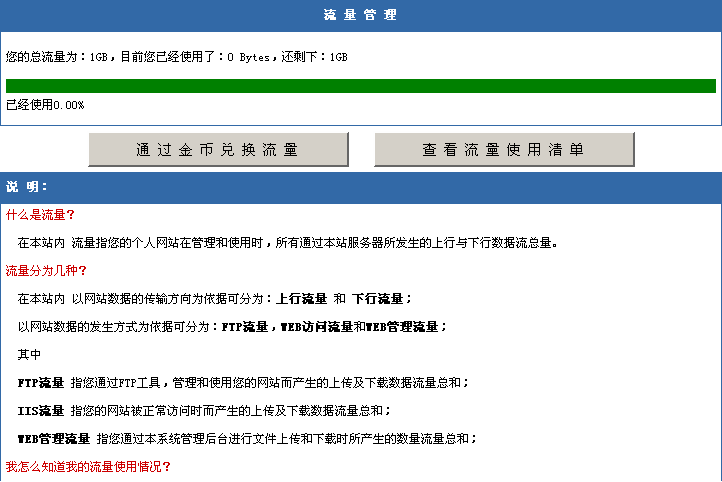 流 量 管 理
您的总流量为：1GB，目前您已经使用了：0 Bytes，还剩下：1GB
已经使用0.00%
通 过 金 币 兑 换 流 量
查 看 流 量 使 用 清 单
说 明：
什么是流量？
在本站内 流量指您的个人网站在管理和使用时，所有通过本站服务器所发生的上行与下行数据流总量。
流量分为几种？
在本站内 以网站数据的传输方向为依据可分为：上行流量 和 下行流量；
以网站数据的发生方式为依据可分为：FTP流量，WEB访问流量和WEB管理流量；
其中
FTP流量 指您通过FTP工具，管理和使用您的网站而产生的上传及下载数据流量总和；
IIS流量 指您的网站被正常访问时而产生的上传及下载数据流量总和；
WEB管理流量 指您通过本系统管理后台进行文件上传和下载时所产生的数量流量总和；
我怎么知道我的流量使用情况？